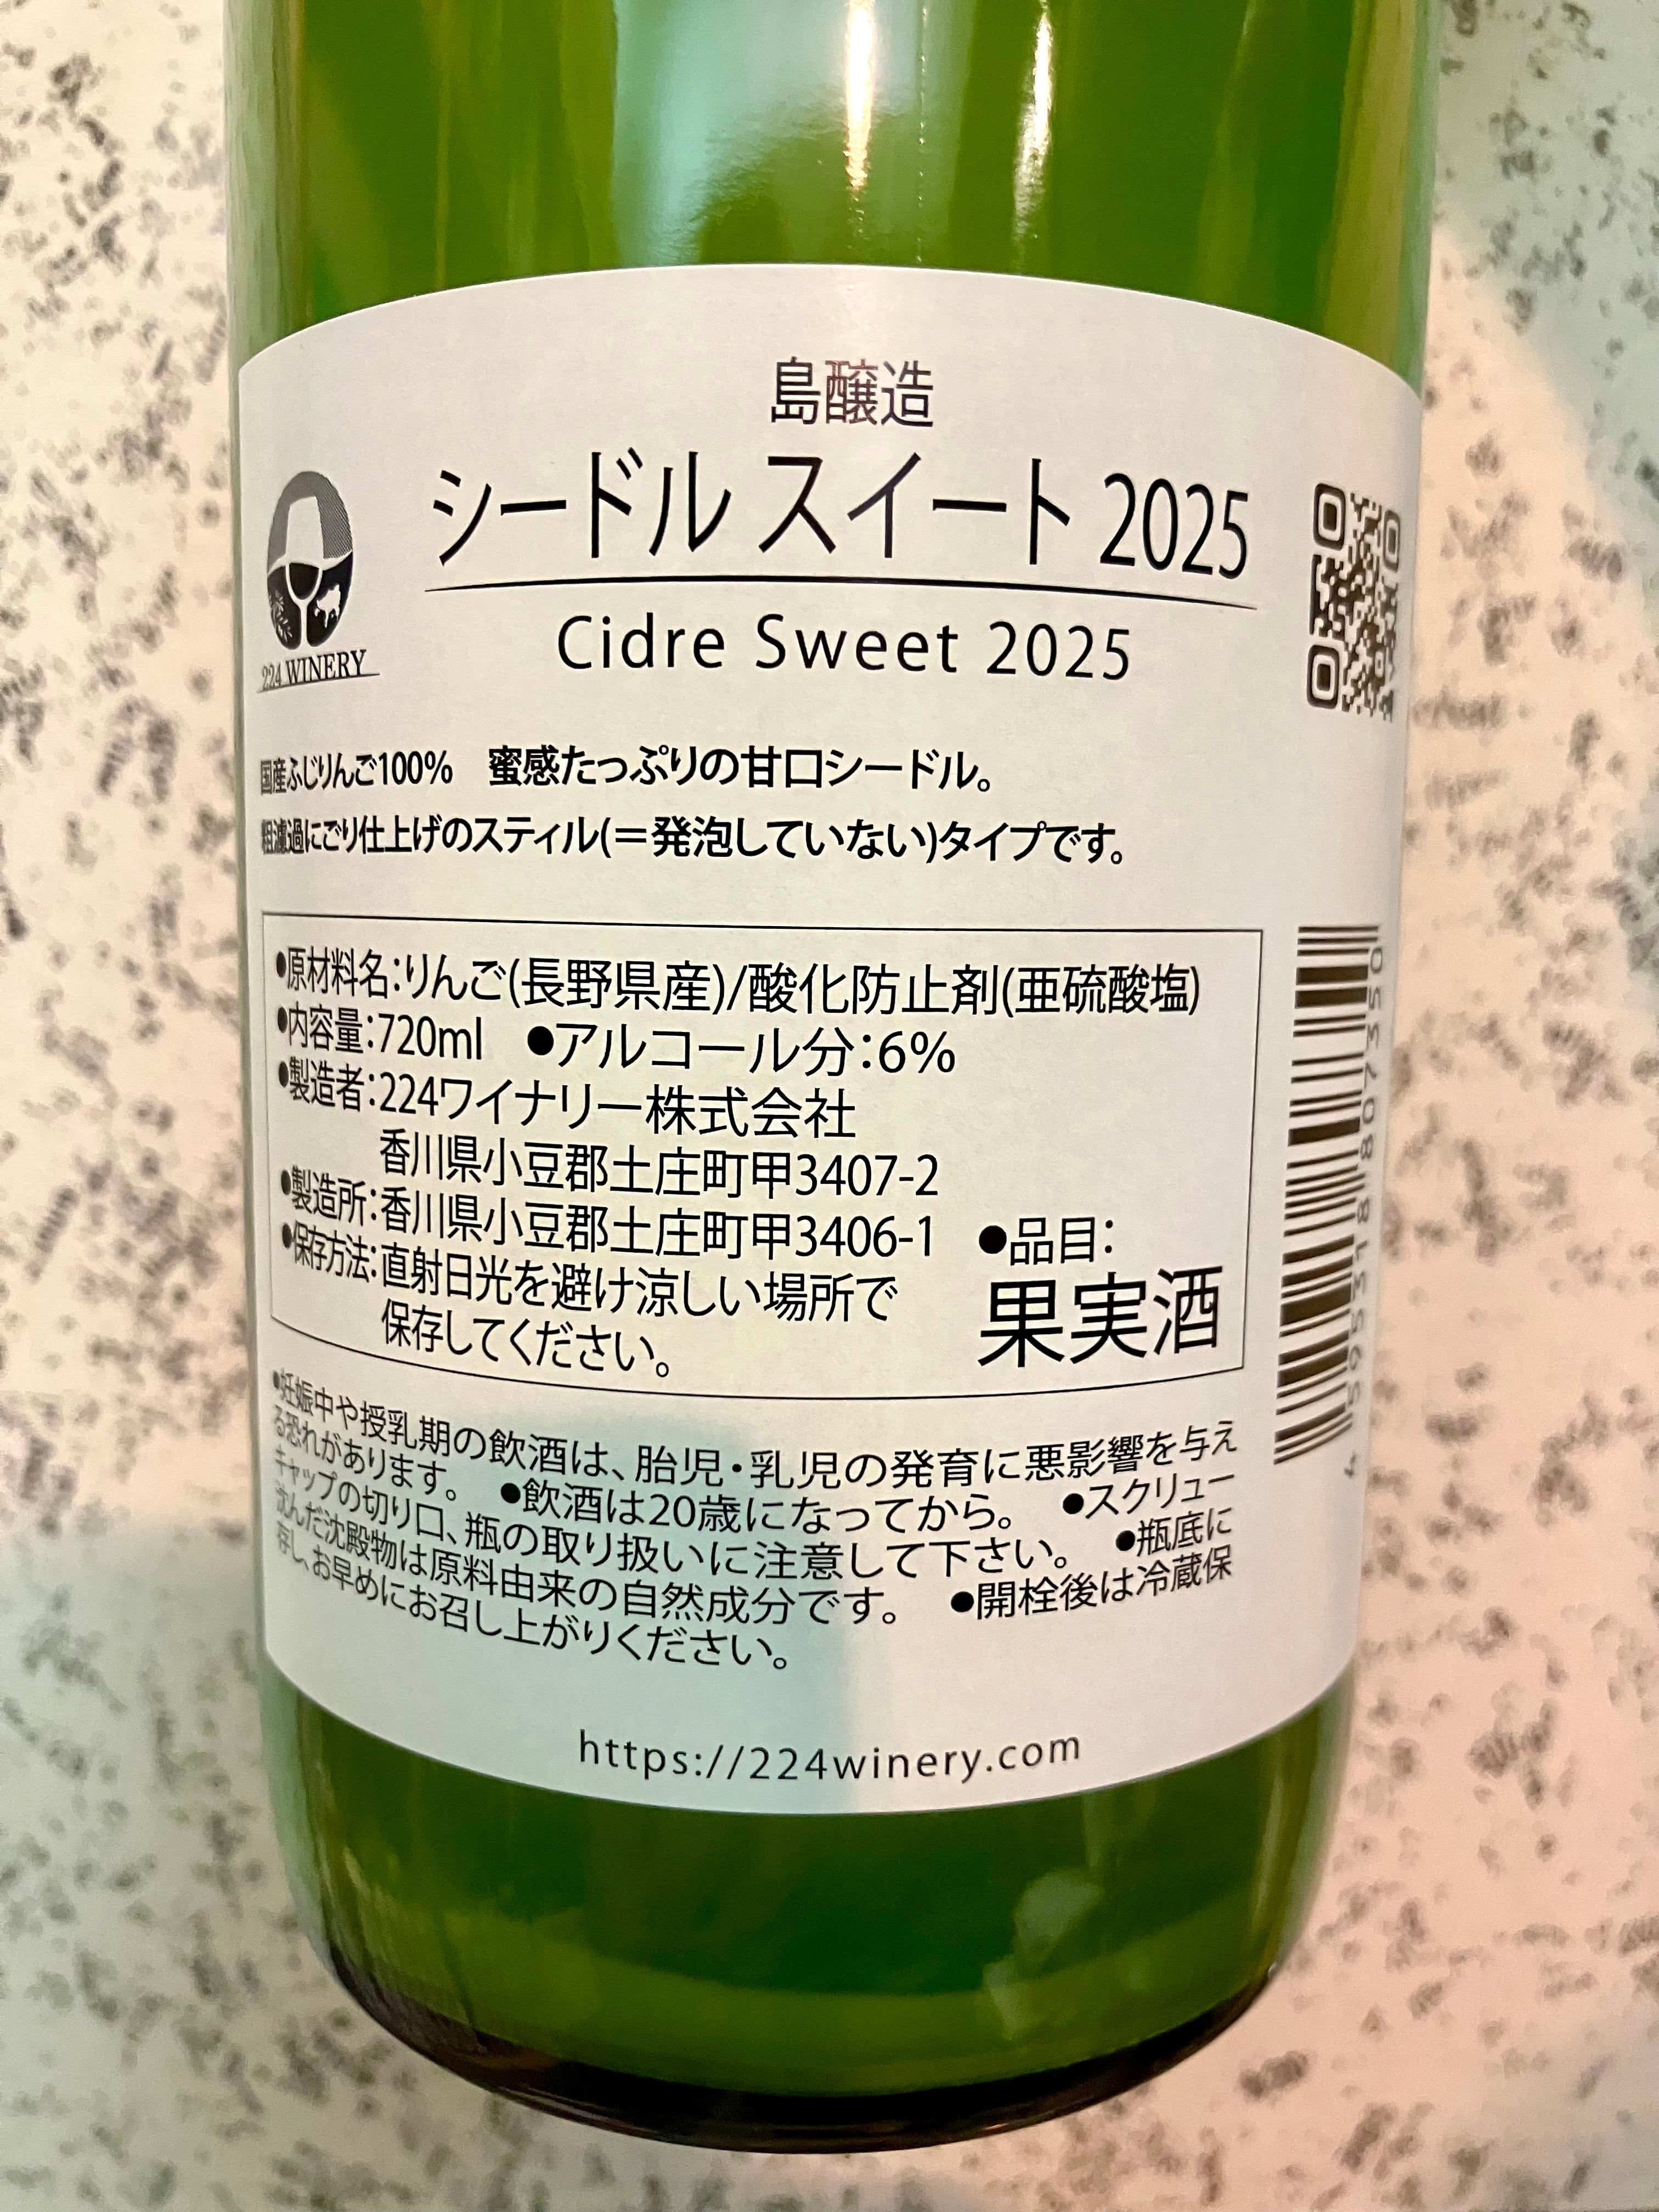 島醸造
シードル スイート 2025
Cidre Sweet 2025
224 WINERY
国産ふじりんご100%　蜜感たっぷりの甘口シードル。
粗濾過にごり仕上げのスティル(＝発泡していない)タイプです。
●原材料名：りんご(長野県産)/酸化防止剤(亜硫酸塩)
●内容量：720ml　●アルコール分：6%
●製造者：224ワイナリー株式会社
香川県小豆郡土庄町甲3407-2
●製造所：香川県小豆郡土庄町甲3406-1
●保存方法：直射日光を避け涼しい場所で
保存してください。
●品目：
果実酒
●妊娠中や授乳期の飲酒は、胎児・乳児の発育に悪影響を与え
る恐れがあります。　●飲酒は20歳になってから。　●スクリュー
キャップの切り口、瓶の取り扱いに注意して下さい。　●瓶底に
沈んだ沈殿物は原料由来の自然成分です。　●開栓後は冷蔵保
存し、お早めにお召し上がりください。
https://224winery.com
4 595318 807350